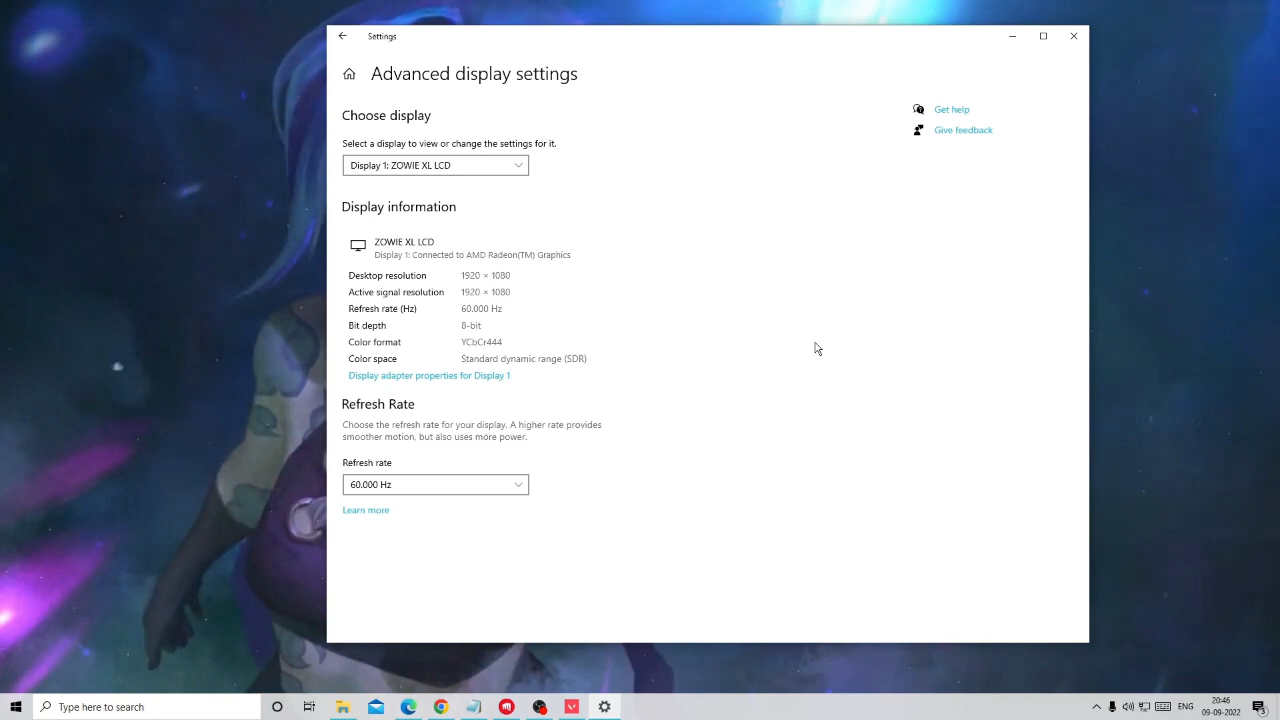 Settings
Advanced display settings
Choose display
Select a display to view or change the settings for it.
Display 1: ZOWIE XL LCD
Get help
Give feedback
Display information
ZOWIE XL LCD
Display 1: Connected to AMD Radeon(TM) Graphics
Desktop resolution 1920 × 1080
Active signal resolution 1920 × 1080
Refresh rate (Hz) 60.000 Hz
Bit depth 8-bit
Color format YCbCr444
Color space Standard dynamic range (SDR)
Display adapter properties for Display 1
Refresh Rate
Choose the refresh rate for your display. A higher rate provides
smoother motion, but also uses more power.
Refresh rate
60.000 Hz
Learn more
Type here to search
ENG
20:46
09-09-2022
3